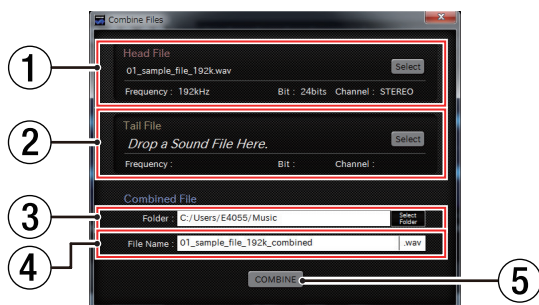 Combine Files
Head File
01_sample_file_192k.wav
Select
Frequency : 192kHz Bit : 24bits Channel : STEREO
Tail File
Drop a Sound File Here.
Select
Frequency : Bit : Channel :
Combined File
Folder : C:/Users/E4055/Music Select Folder
File Name : 01_sample_file_192k_combined .wav
COMBINE
1
2
3
4
5